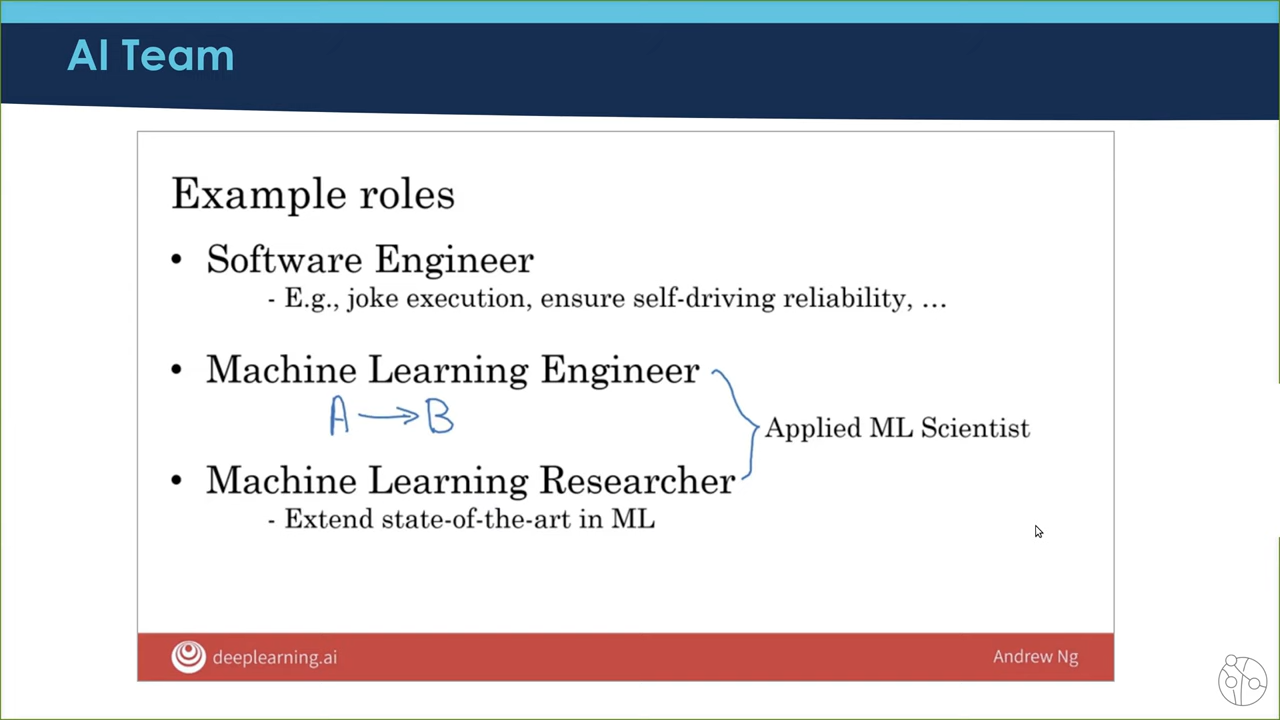 AI Team
Example roles
• Software Engineer
- E.g., joke execution, ensure self-driving reliability, …
• Machine Learning Engineer
A → B
Applied ML Scientist
• Machine Learning Researcher
- Extend state-of-the-art in ML
deeplearning.ai
Andrew Ng